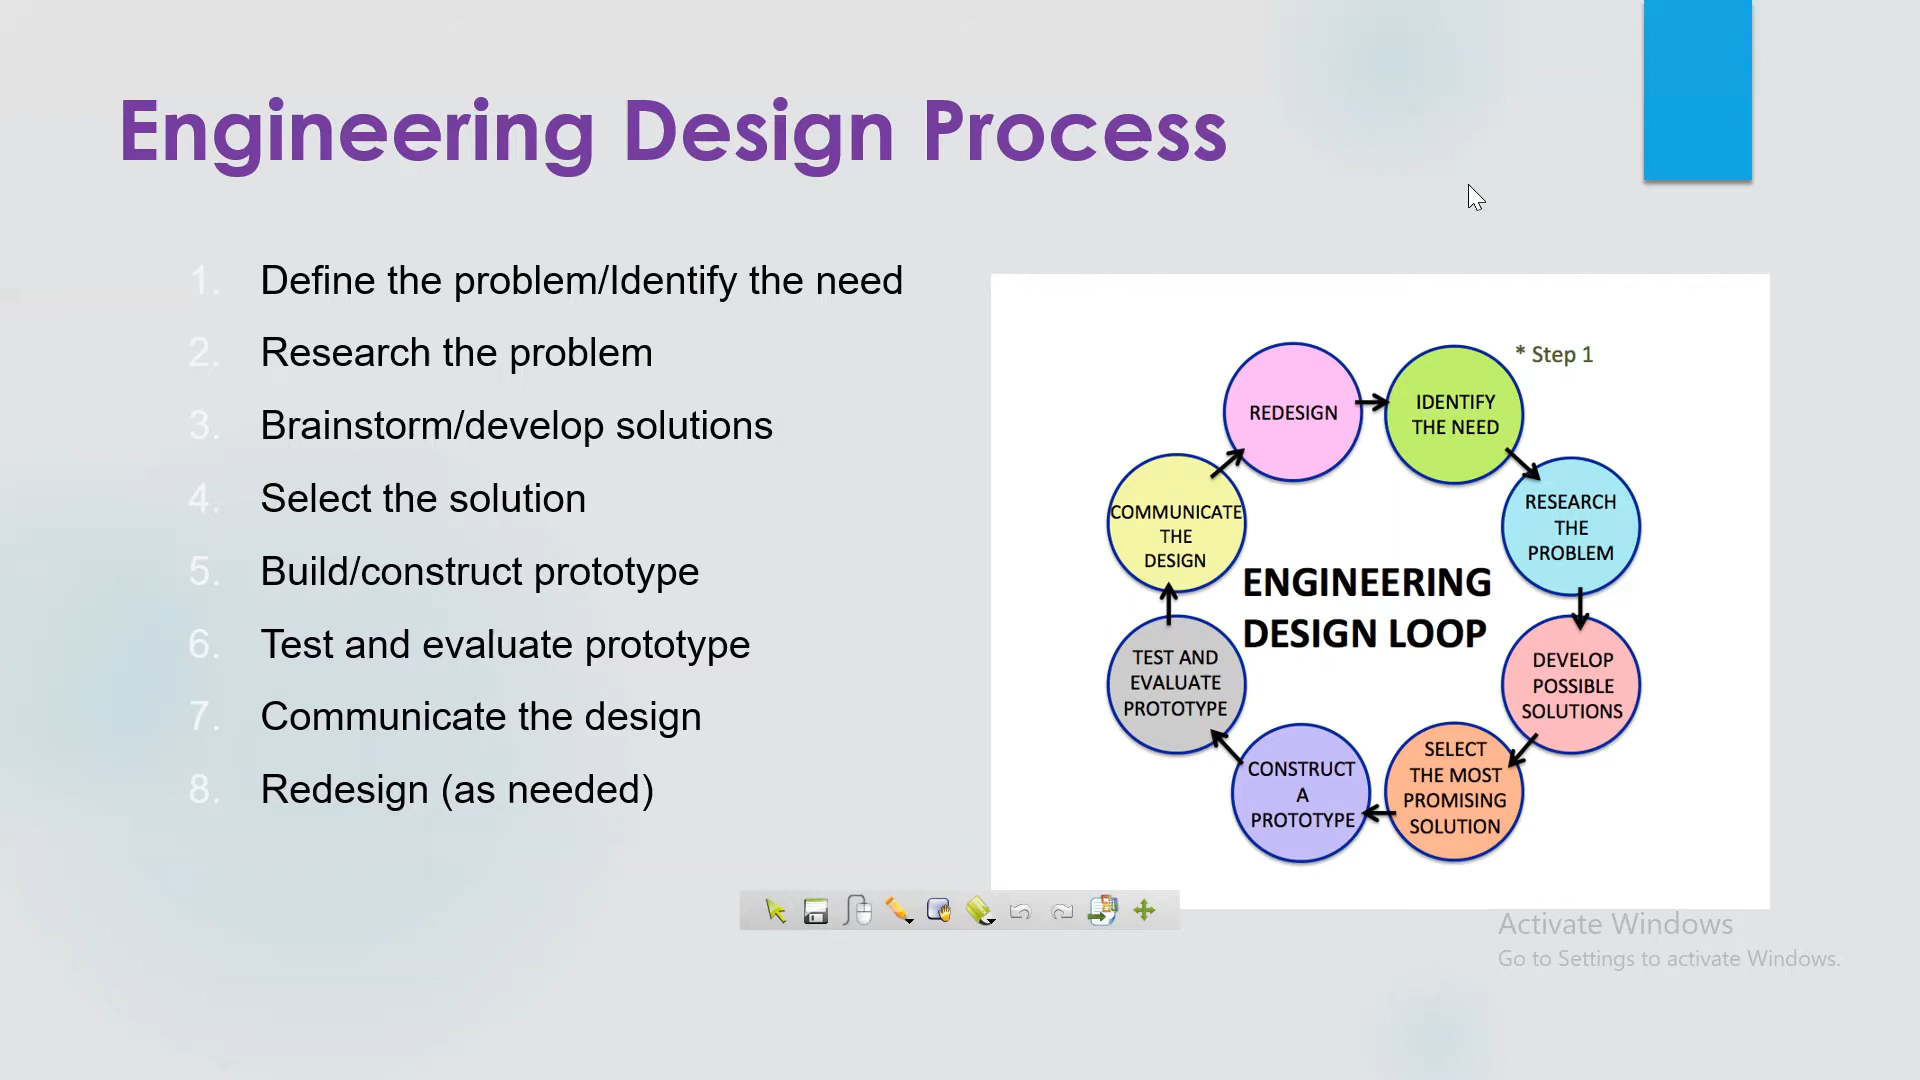 Engineering Design Process
1. Define the problem/Identify the need
2. Research the problem
3. Brainstorm/develop solutions
4. Select the solution
5. Build/construct prototype
6. Test and evaluate prototype
7. Communicate the design
8. Redesign (as needed)
* Step 1
REDESIGN
IDENTIFY
THE NEED
RESEARCH
THE
PROBLEM
DEVELOP
POSSIBLE
SOLUTIONS
SELECT
THE MOST
PROMISING
SOLUTION
CONSTRUCT
A
PROTOTYPE
TEST AND
EVALUATE
PROTOTYPE
COMMUNICATE
THE
DESIGN
ENGINEERING
DESIGN LOOP
Activate Windows
Go to Settings to activate Windows.